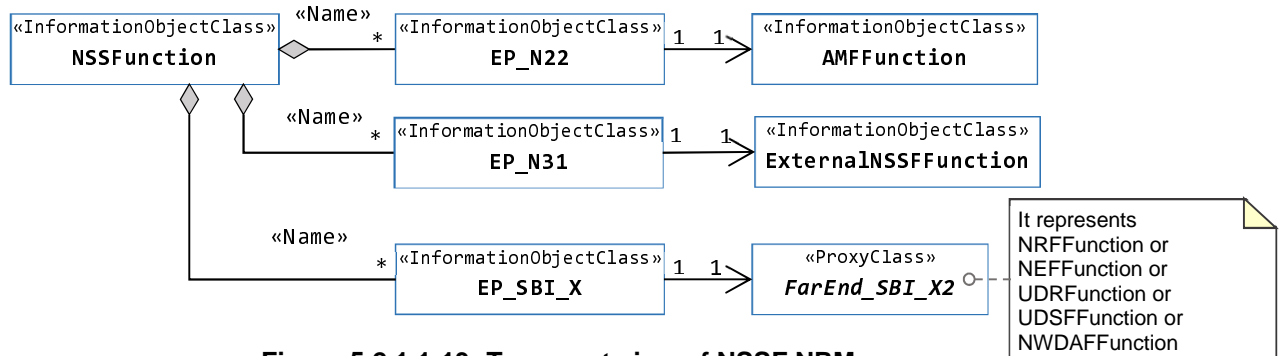 «InformationObjectClass»
NSSFunction
«Name»
*
«InformationObjectClass»
EP_N22
1 1
«InformationObjectClass»
AMFFunction
«Name»
*
«InformationObjectClass»
EP_N31
1 1
«InformationObjectClass»
ExternalNSSFFunction
«Name»
*
«InformationObjectClass»
EP_SBI_X
1 1
«ProxyClass»
FarEnd_SBI_X2
It represents
NRFFunction or
NEFFunction or
UDRFunction or
UDSFFunction or
NWDAFFunction